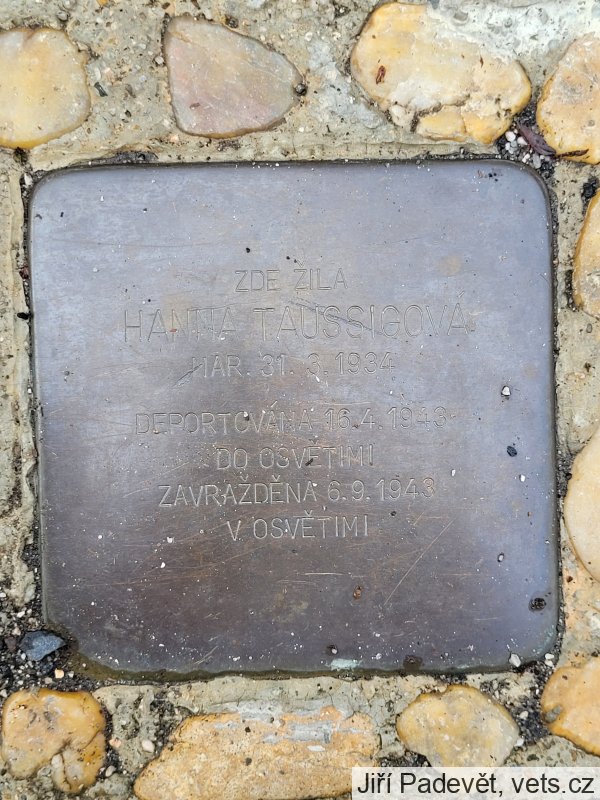 ZDE ŽILA
HANNA TAUSSIGOVÁ
NAR. 31. 3. 1934
DEPORTOVÁNA 16. 4. 1943
DO OSVĚTIMI
ZAVRAŽDĚNA 6. 9. 1943
V OSVĚTIMI
Jiří Padevět, vets.cz